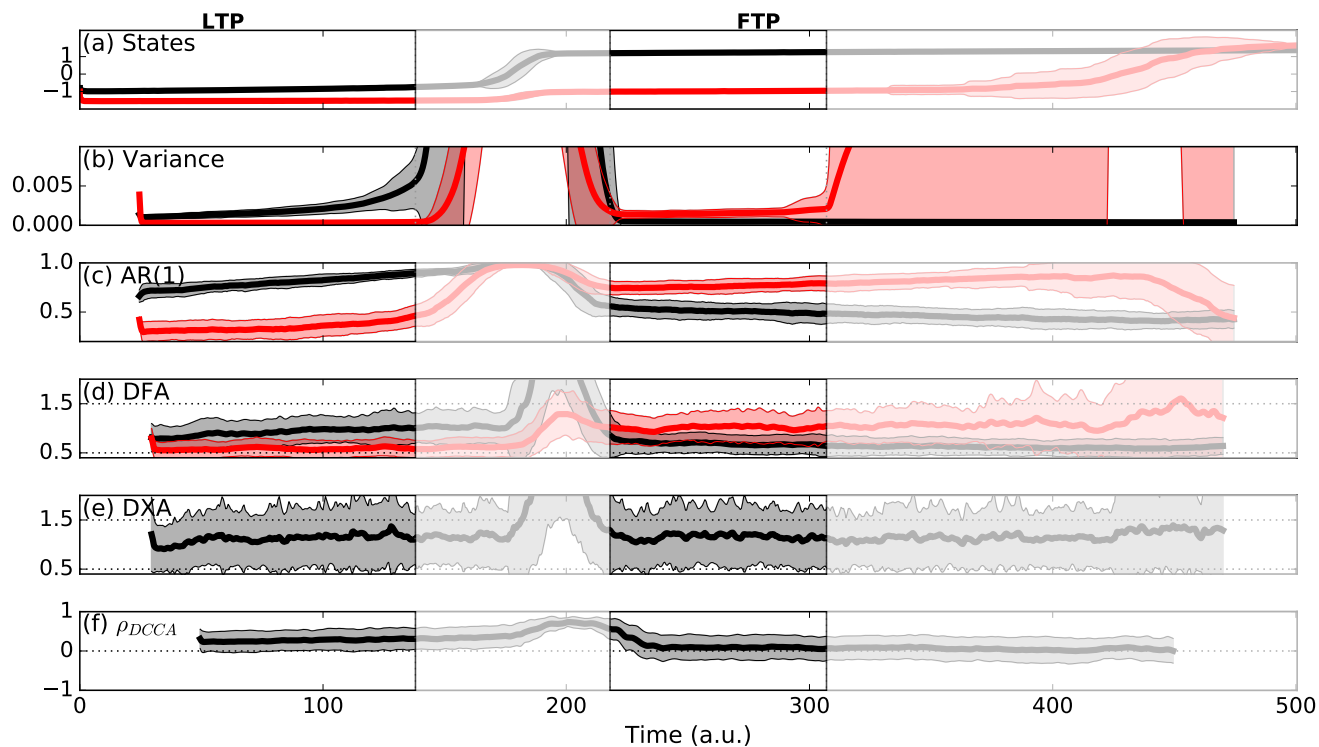 LTP FTP
(a) States
1
0
−1
(b) Variance
0.005
0.000
(c) AR(1)
1.0
0.5
(d) DFA
1.5
0.5
(e) DXA
1.5
0.5
(f) ρDCCA
1
0
−1
0 100 200 300 400 500
Time (a.u.)